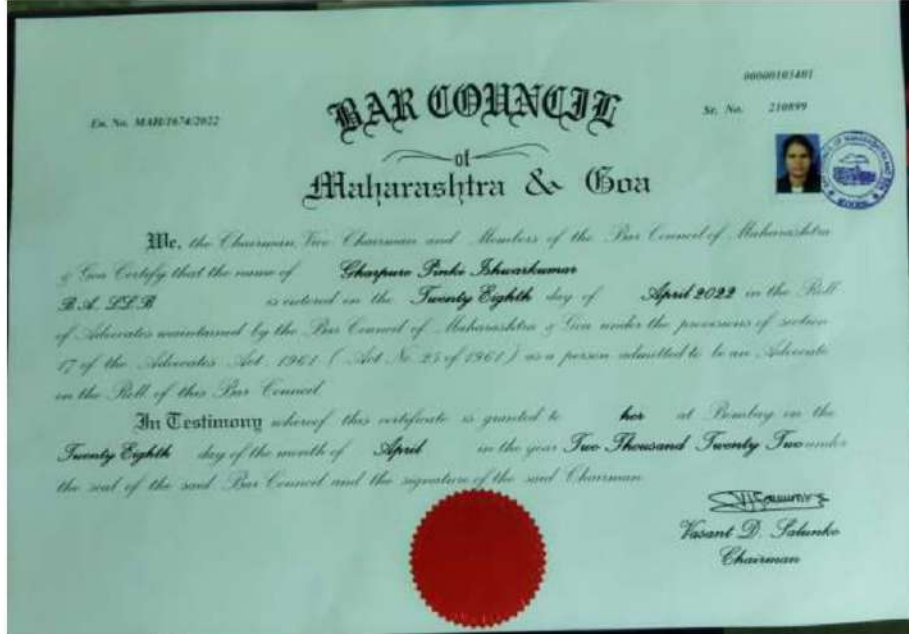 00000103401
En. No. MAH/1674/2022
Sr. No. 210899
BAR COUNCIL
of
Maharashtra & Goa
We, the Chairman, Vice Chairman and Members of the Bar Council of Maharashtra
& Goa Certify that the name of Gharpure Pinki Ishwarkumar
B.A. LL.B is entered on the Twenty Eighth day of April 2022 in the Roll
of Advocates maintained by the Bar Council of Maharashtra & Goa under the provisions of section
17 of the Advocates Act, 1961 ( Act No. 25 of 1961 ) as a person admitted to be an Advocate
on the Roll of this Bar Council
In Testimony whereof this certificate is granted to her at Bombay on the
Twenty Eighth day of the month of April in the year Two Thousand Twenty Two under
the seal of the said Bar Council and the signature of the said Chairman
Vasant D. Salunke
Chairman